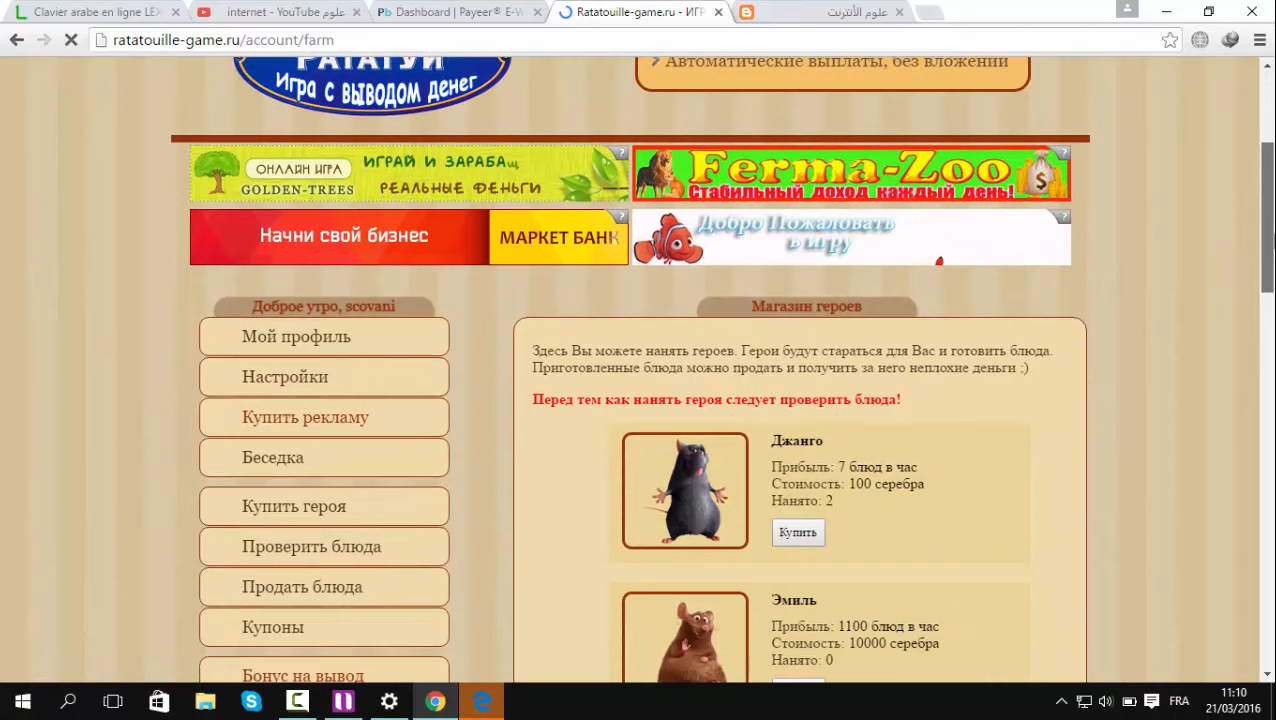 Clavier arabe en ligne LEX
internet - YouTube علوم
Dashboard | Payeer® E-W
Ratatouille-game.ru - ИГР
علوم الأنترنت
ratatouille-game.ru/account/farm
РАТАТУЙ
Игра с выводом денег
Автоматические выплаты, без вложений
ОНЛАЙН ИГРА
GOLDEN-TREES
ИГРАЙ И ЗАРАБАЩ
РЕАЛЬНЫЕ ДЕНЬГИ
Ferma-Zoo
Стабильный доход каждый день!
Начни свой бизнес
МАРКЕТ БАНК
Добро Пожаловать
в игру
Доброе утро, scovani
Мой профиль
Настройки
Купить рекламу
Беседка
Купить героя
Проверить блюда
Продать блюда
Купоны
Бонус на вывод
Магазин героев
Здесь Вы можете нанять героев. Герои будут стараться для Вас и готовить блюда.
Приготовленные блюда можно продать и получить за него неплохие деньги ;)
Перед тем как нанять героя следует проверить блюда!
Джанго
Прибыль: 7 блюд в час
Стоимость: 100 серебра
Нанято: 2
Купить
Эмиль
Прибыль: 1100 блюд в час
Стоимость: 10000 серебра
Нанято: 0
FRA
11:10
21/03/2016